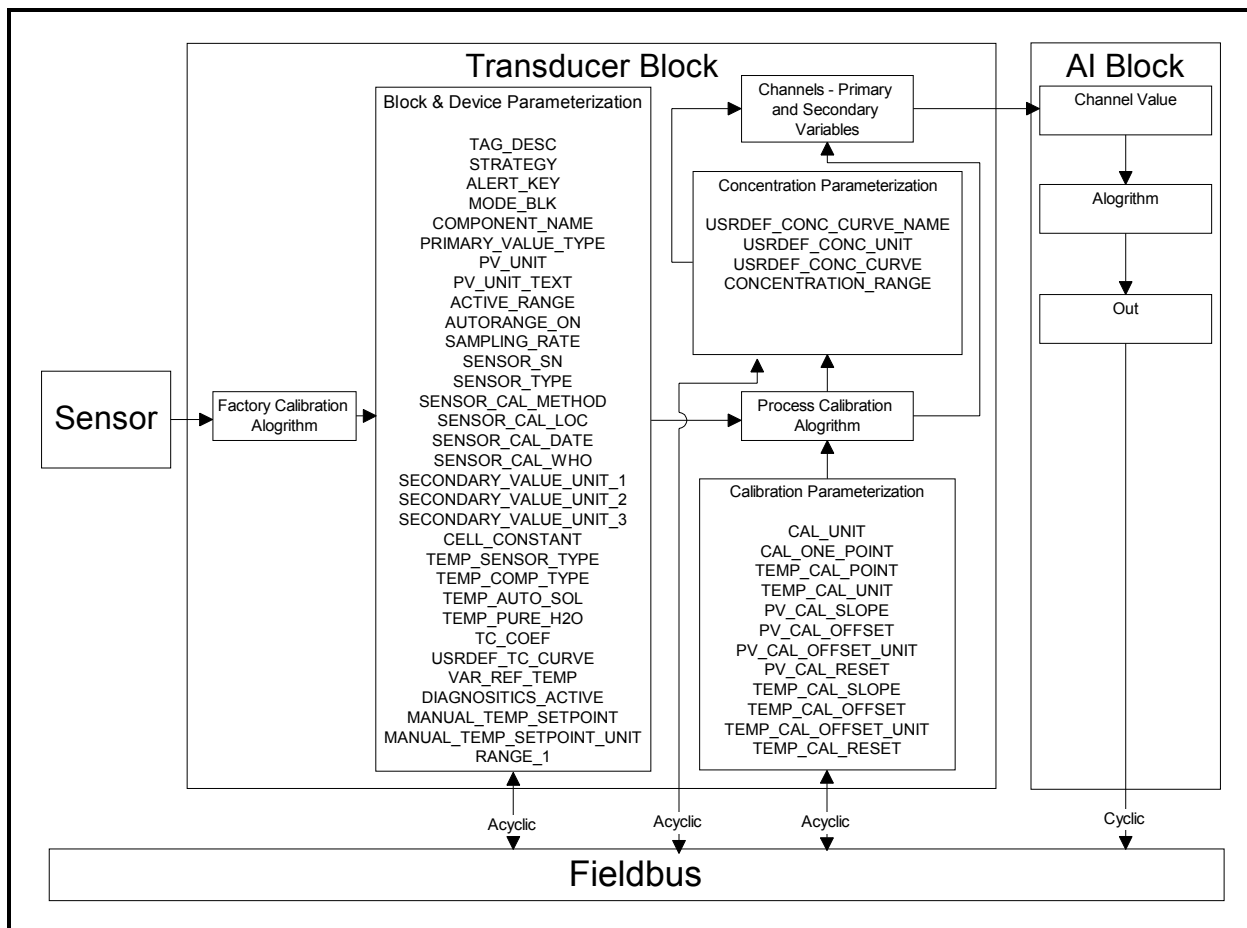 Transducer Block
AI Block
Block & Device Parameterization
TAG_DESC
STRATEGY
ALERT_KEY
MODE_BLK
COMPONENT_NAME
PRIMARY_VALUE_TYPE
PV_UNIT
PV_UNIT_TEXT
ACTIVE_RANGE
AUTORANGE_ON
SAMPLING_RATE
SENSOR_SN
SENSOR_TYPE
SENSOR_CAL_METHOD
SENSOR_CAL_LOC
SENSOR_CAL_DATE
SENSOR_CAL_WHO
SECONDARY_VALUE_UNIT_1
SECONDARY_VALUE_UNIT_2
SECONDARY_VALUE_UNIT_3
CELL_CONSTANT
TEMP_SENSOR_TYPE
TEMP_COMP_TYPE
TEMP_AUTO_SOL
TEMP_PURE_H2O
TC_COEF
USRDEF_TC_CURVE
VAR_REF_TEMP
DIAGNOSITICS_ACTIVE
MANUAL_TEMP_SETPOINT
MANUAL_TEMP_SETPOINT_UNIT
RANGE_1
Channels - Primary
and Secondary
Variables
Concentration Parameterization
USRDEF_CONC_CURVE_NAME
USRDEF_CONC_UNIT
USRDEF_CONC_CURVE
CONCENTRATION_RANGE
Channel Value
Alogrithm
Out
Sensor
Factory Calibration
Alogrithm
Process Calibration
Alogrithm
Calibration Parameterization
CAL_UNIT
CAL_ONE_POINT
TEMP_CAL_POINT
TEMP_CAL_UNIT
PV_CAL_SLOPE
PV_CAL_OFFSET
PV_CAL_OFFSET_UNIT
PV_CAL_RESET
TEMP_CAL_SLOPE
TEMP_CAL_OFFSET
TEMP_CAL_OFFSET_UNIT
TEMP_CAL_RESET
Acyclic
Acyclic
Acyclic
Cyclic
Fieldbus